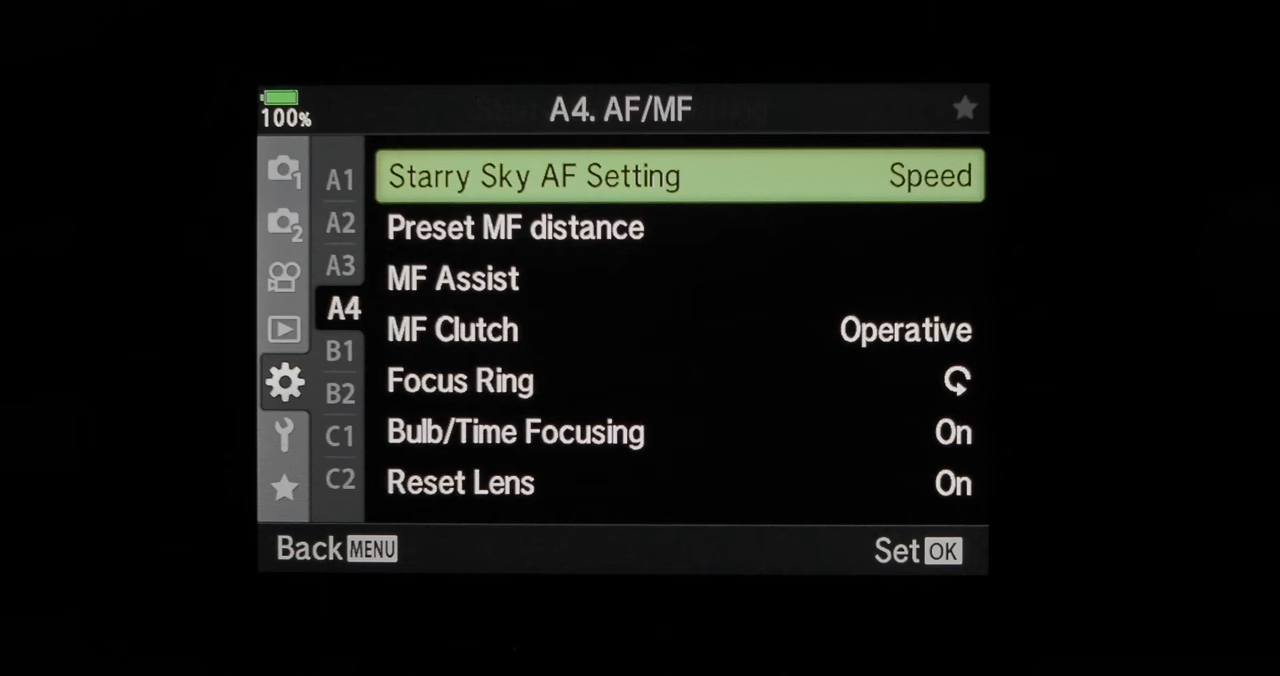 100%
A4. AF/MF
1
2
A1
A2
A3
A4
B1
B2
C1
C2
Starry Sky AF Setting Speed
Preset MF distance
MF Assist
MF Clutch Operative
Focus Ring
Bulb/Time Focusing On
Reset Lens On
Back MENU
Set OK